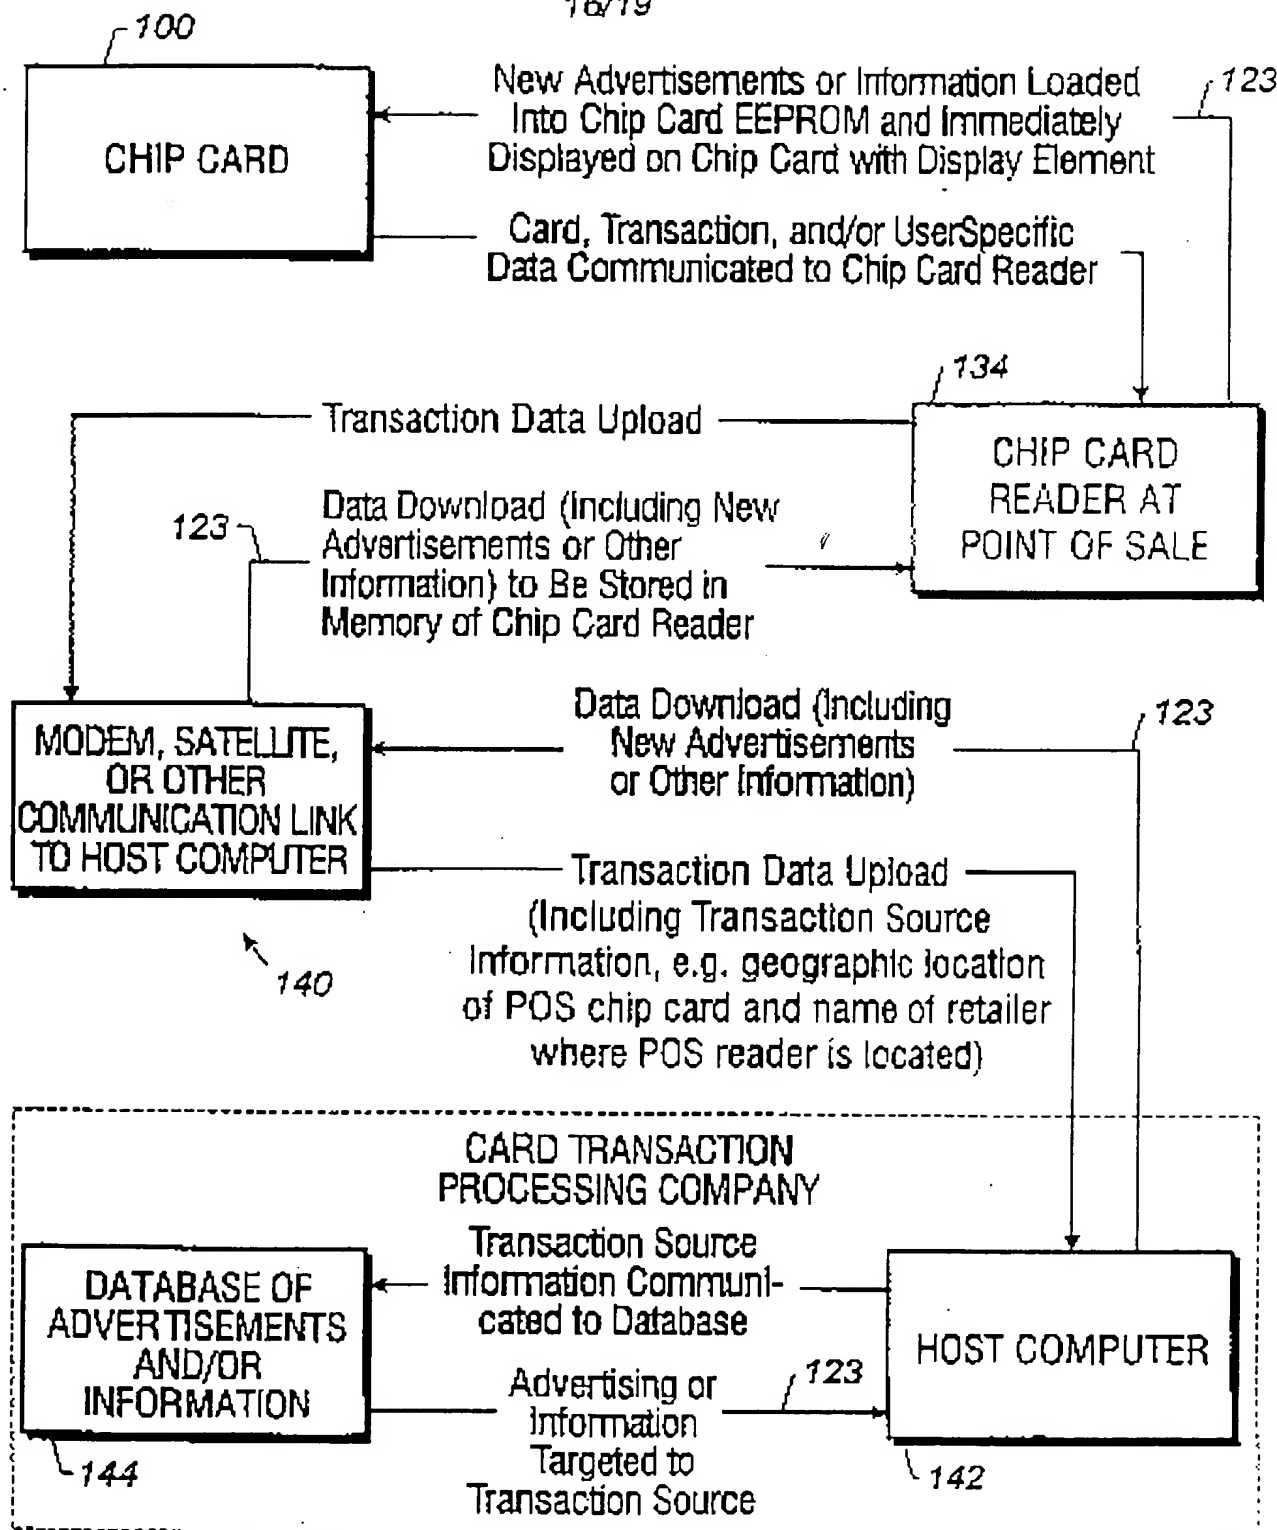 16/19
100
CHIP CARD
New Advertisements or Information Loaded
Into Chip Card EEPROM and Immediately
Displayed on Chip Card with Display Element
123
Card, Transaction, and/or UserSpecific
Data Communicated to Chip Card Reader
134
CHIP CARD
READER AT
POINT OF SALE
Transaction Data Upload
123
Data Download (Including New
Advertisements or Other
Information) to Be Stored in
Memory of Chip Card Reader
MODEM, SATELLITE,
OR OTHER
COMMUNICATION LINK
TO HOST COMPUTER
140
Data Download (Including
New Advertisements
or Other Information)
123
Transaction Data Upload
(Including Transaction Source
Information, e.g. geographic location
of POS chip card and name of retailer
where POS reader is located)
CARD TRANSACTION
PROCESSING COMPANY
DATABASE OF
ADVERTISEMENTS
AND/OR
INFORMATION
144
Transaction Source
Information Communi-
cated to Database
Advertising or
Information
Targeted to
Transaction Source
123
HOST COMPUTER
142